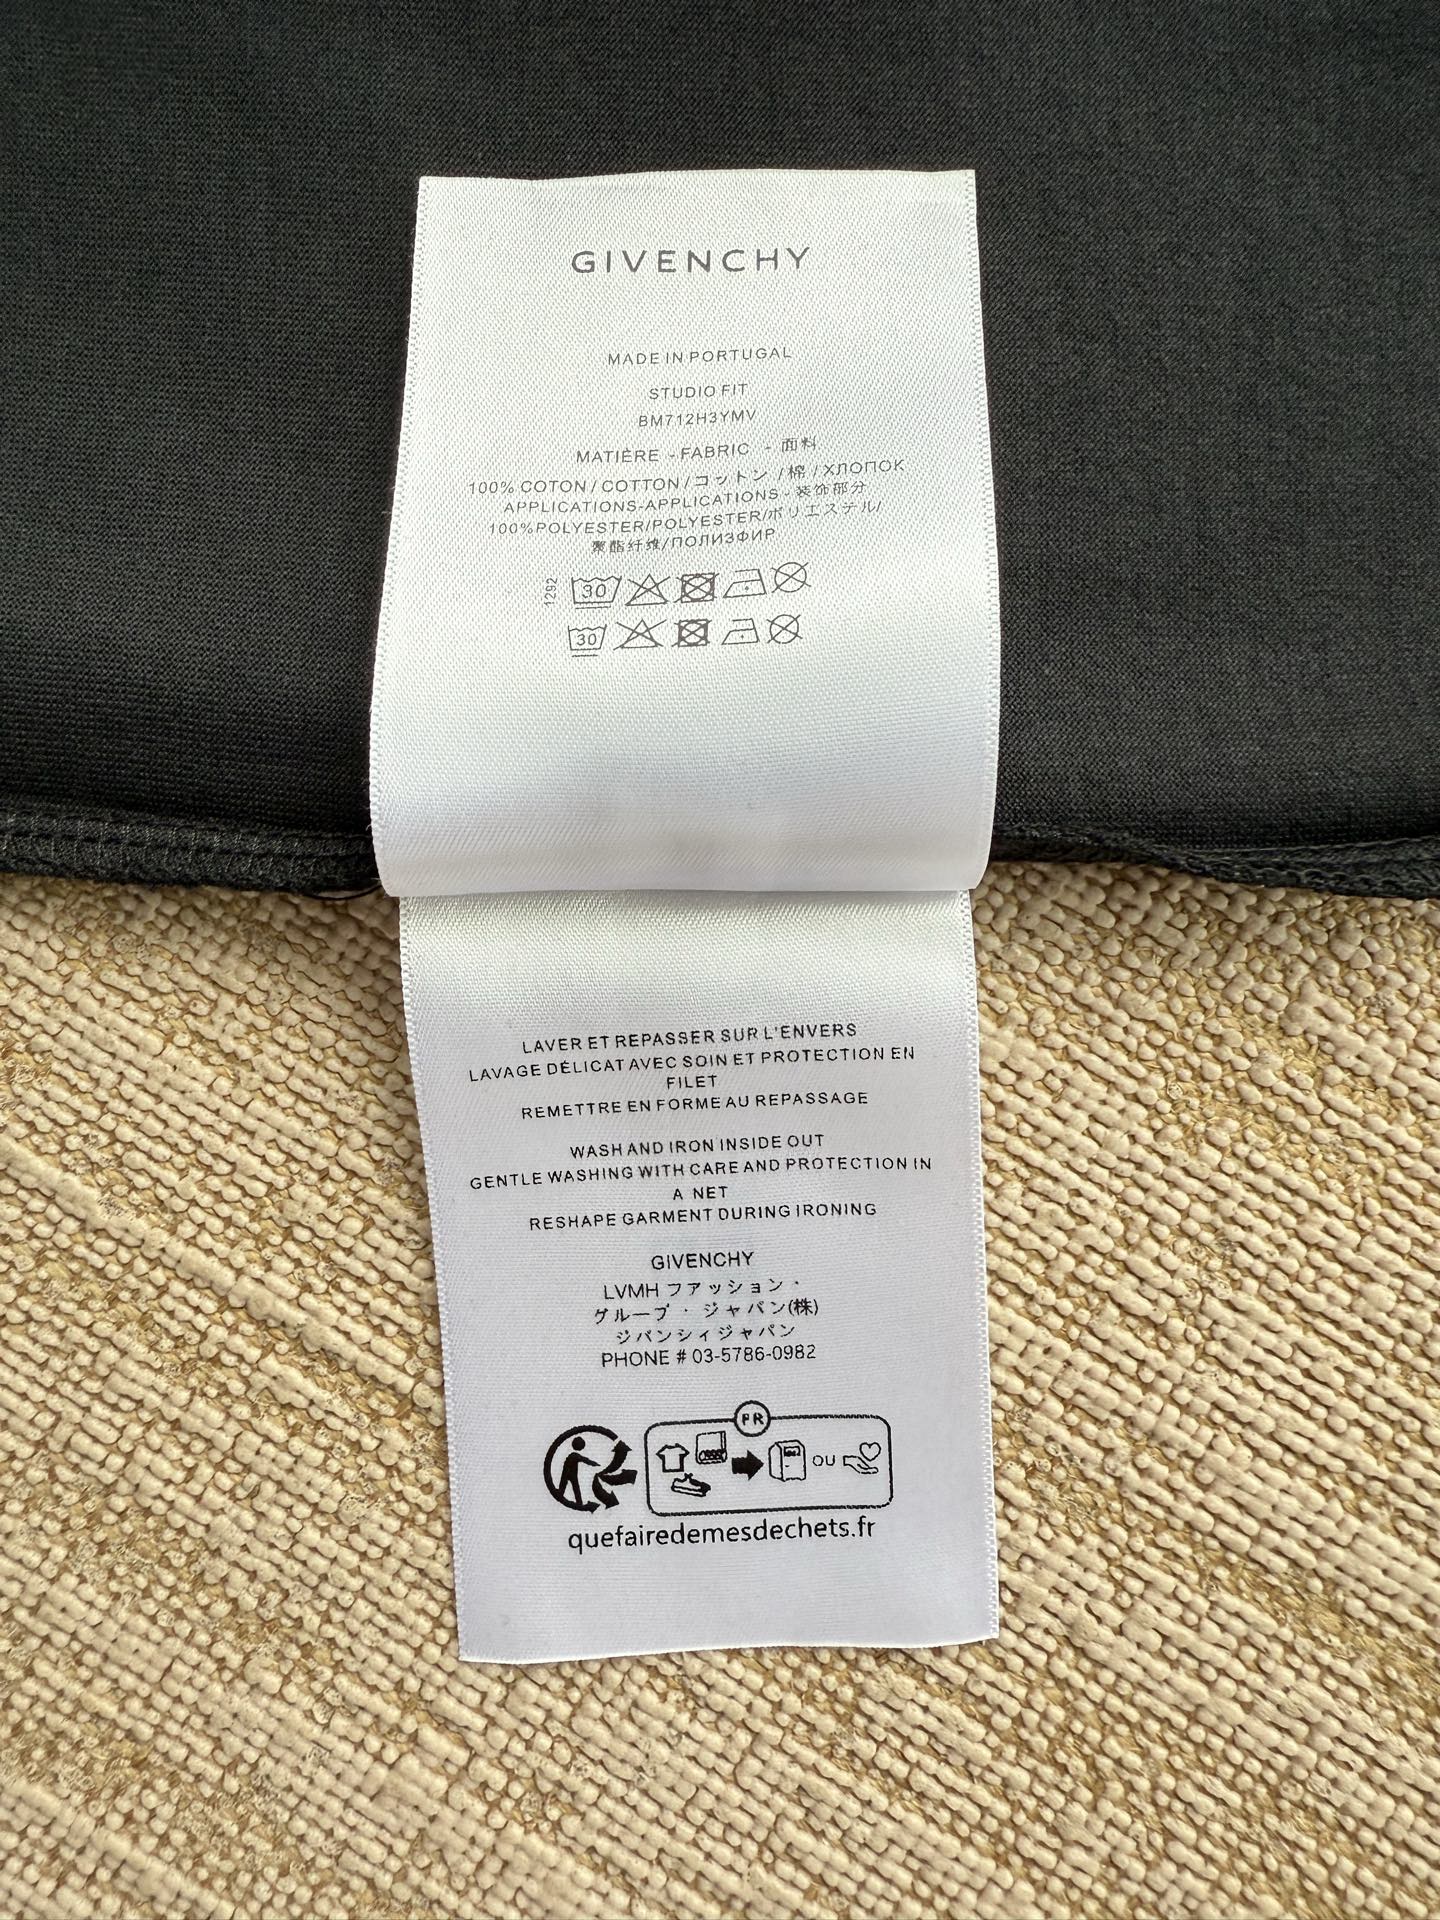 GIVENCHY
MADE IN PORTUGAL
STUDIO FIT
BM712H3YMV
MATIÈRE - FABRIC - 面料
100% COTON / COTTON / コットン / 棉 / ХЛОПОК
APPLICATIONS-APPLICATIONS - 装饰部分
100%POLYESTER/POLYESTER/ポリエステル/
聚酯纤维/ПОЛИЗФИР
1292
30
30
LAVER ET REPASSER SUR L'ENVERS
LAVAGE DÉLICAT AVEC SOIN ET PROTECTION EN
FILET
REMETTRE EN FORME AU REPASSAGE
WASH AND IRON INSIDE OUT
GENTLE WASHING WITH CARE AND PROTECTION IN
A NET
RESHAPE GARMENT DURING IRONING
GIVENCHY
LVMH ファッション・
グループ・ジャパン(株)
ジバンシィジャパン
PHONE # 03-5786-0982
FR
OU
quefairedemesdechets.fr